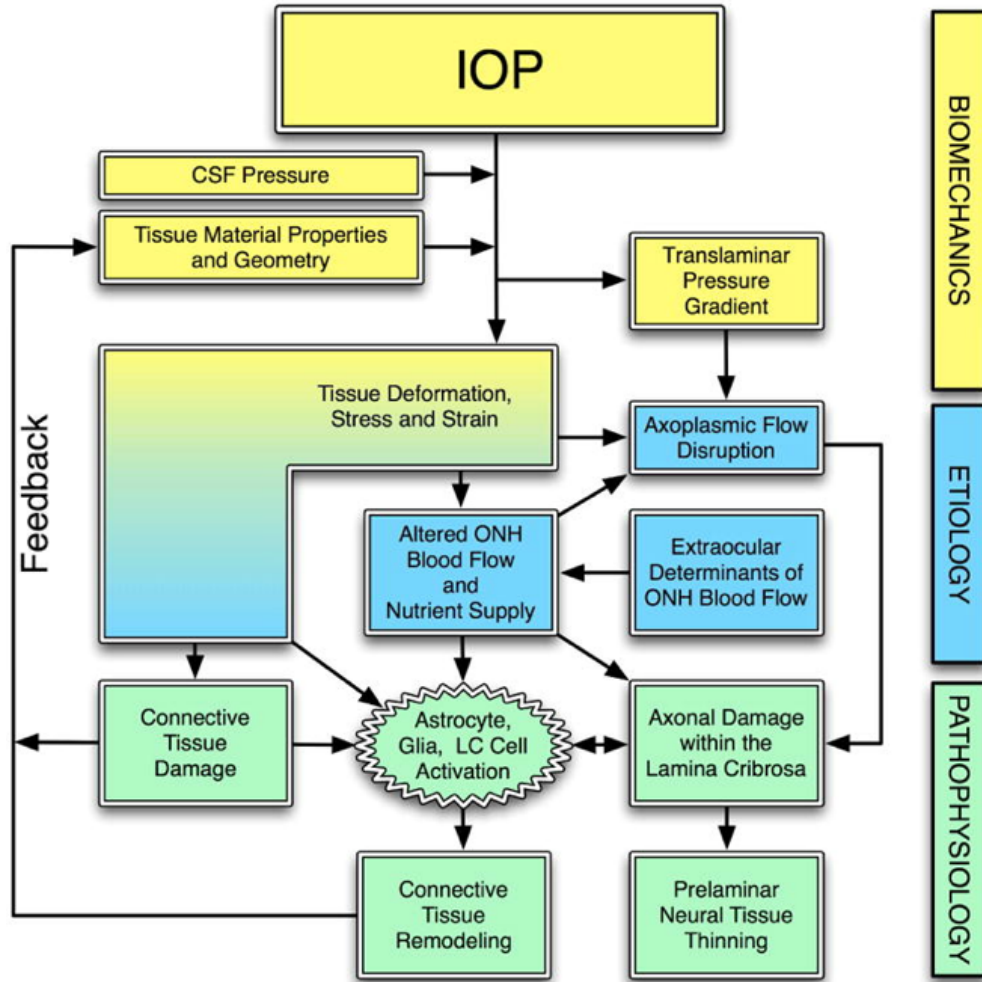 IOP
CSF Pressure
Tissue Material Properties
and Geometry
Translaminar
Pressure
Gradient
Tissue Deformation,
Stress and Strain
Axoplasmic Flow
Disruption
Altered ONH
Blood Flow
and
Nutrient Supply
Extraocular
Determinants of
ONH Blood Flow
Connective
Tissue
Damage
Astrocyte,
Glia, LC Cell
Activation
Axonal Damage
within the
Lamina Cribrosa
Connective
Tissue
Remodeling
Prelaminar
Neural Tissue
Thinning
Feedback
BIOMECHANICS
ETIOLOGY
PATHOPHYSIOLOGY